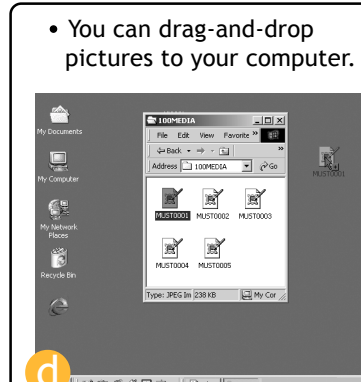 • You can drag-and-drop
pictures to your computer.
My Documents
My Computer
My Network
Places
Recycle Bin
100MEDIA
File Edit View Favorite »
Back
»
Address 100MEDIA Go
MUST0001 MUST0002 MUST0003
MUST0004 MUST0005
Type: JPEG Im 238 KB My Cor
MUST0001
d